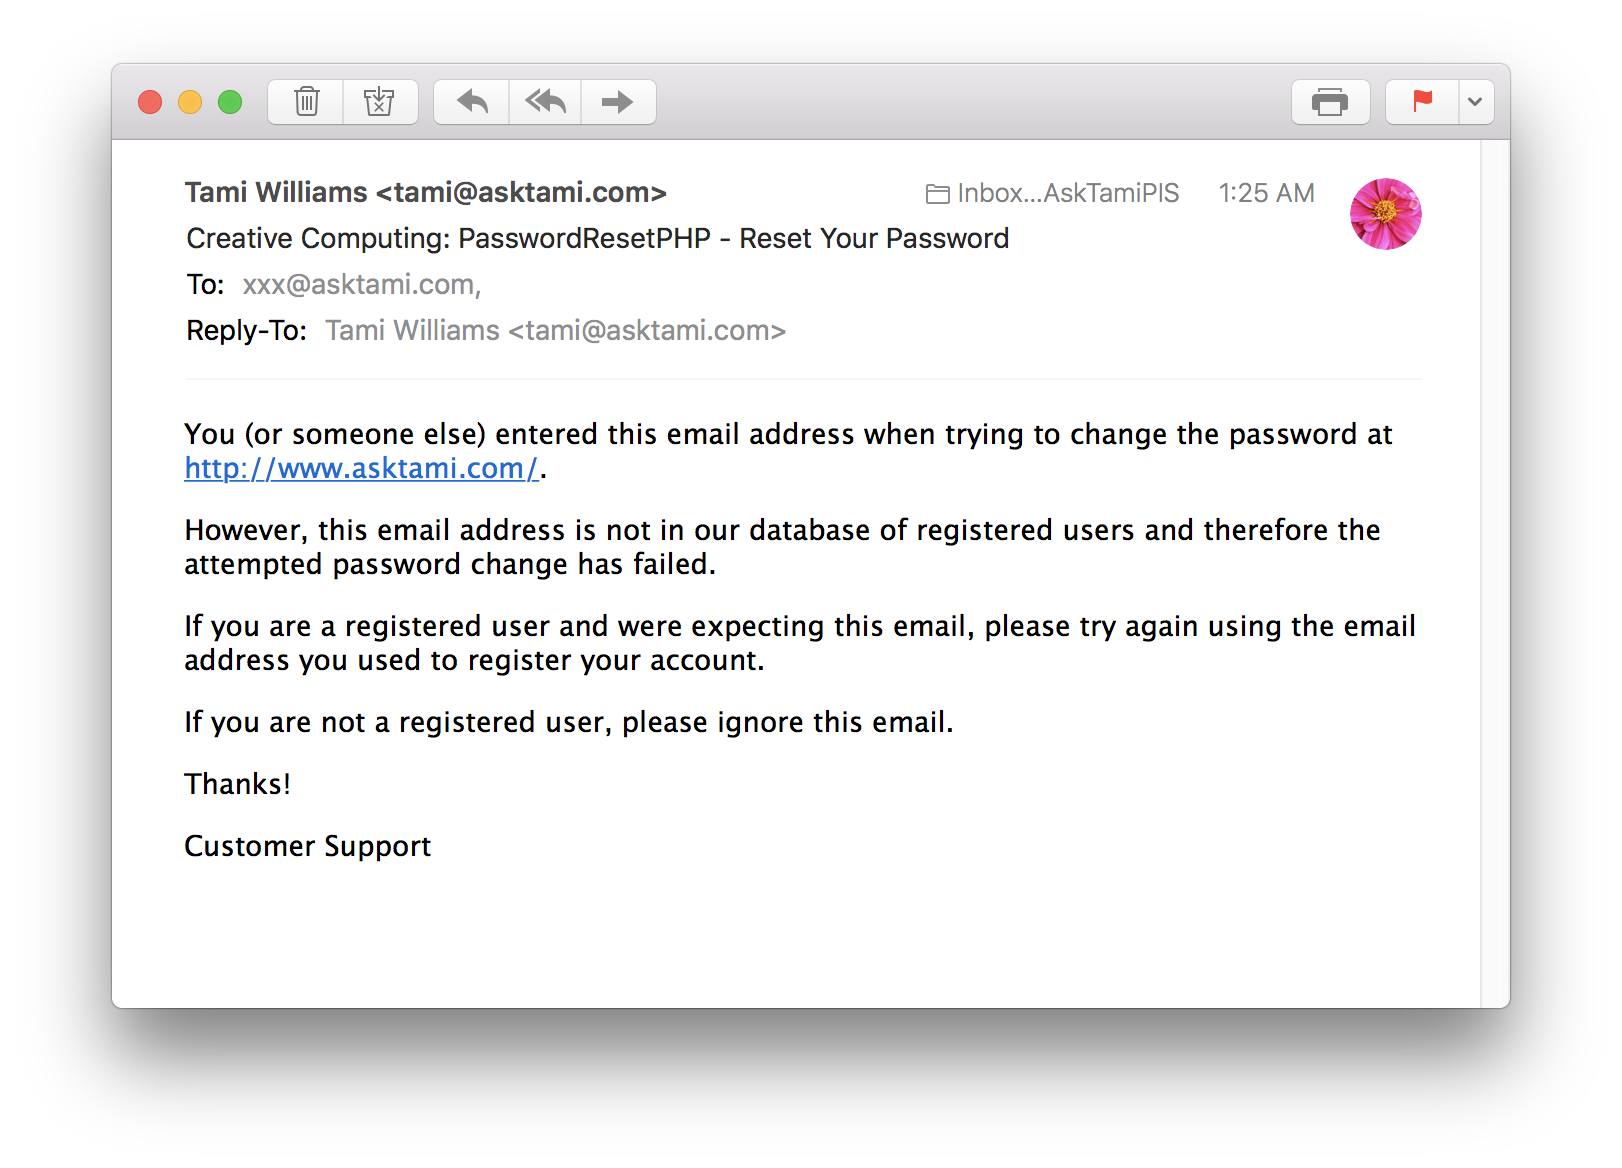 Tami Williams <tami@asktami.com>
Inbox...AskTamiPIS 1:25 AM
Creative Computing: PasswordResetPHP - Reset Your Password
To: xxx@asktami.com,
Reply-To: Tami Williams <tami@asktami.com>
You (or someone else) entered this email address when trying to change the password at
http://www.asktami.com/.
However, this email address is not in our database of registered users and therefore the
attempted password change has failed.
If you are a registered user and were expecting this email, please try again using the email
address you used to register your account.
If you are not a registered user, please ignore this email.
Thanks!
Customer Support